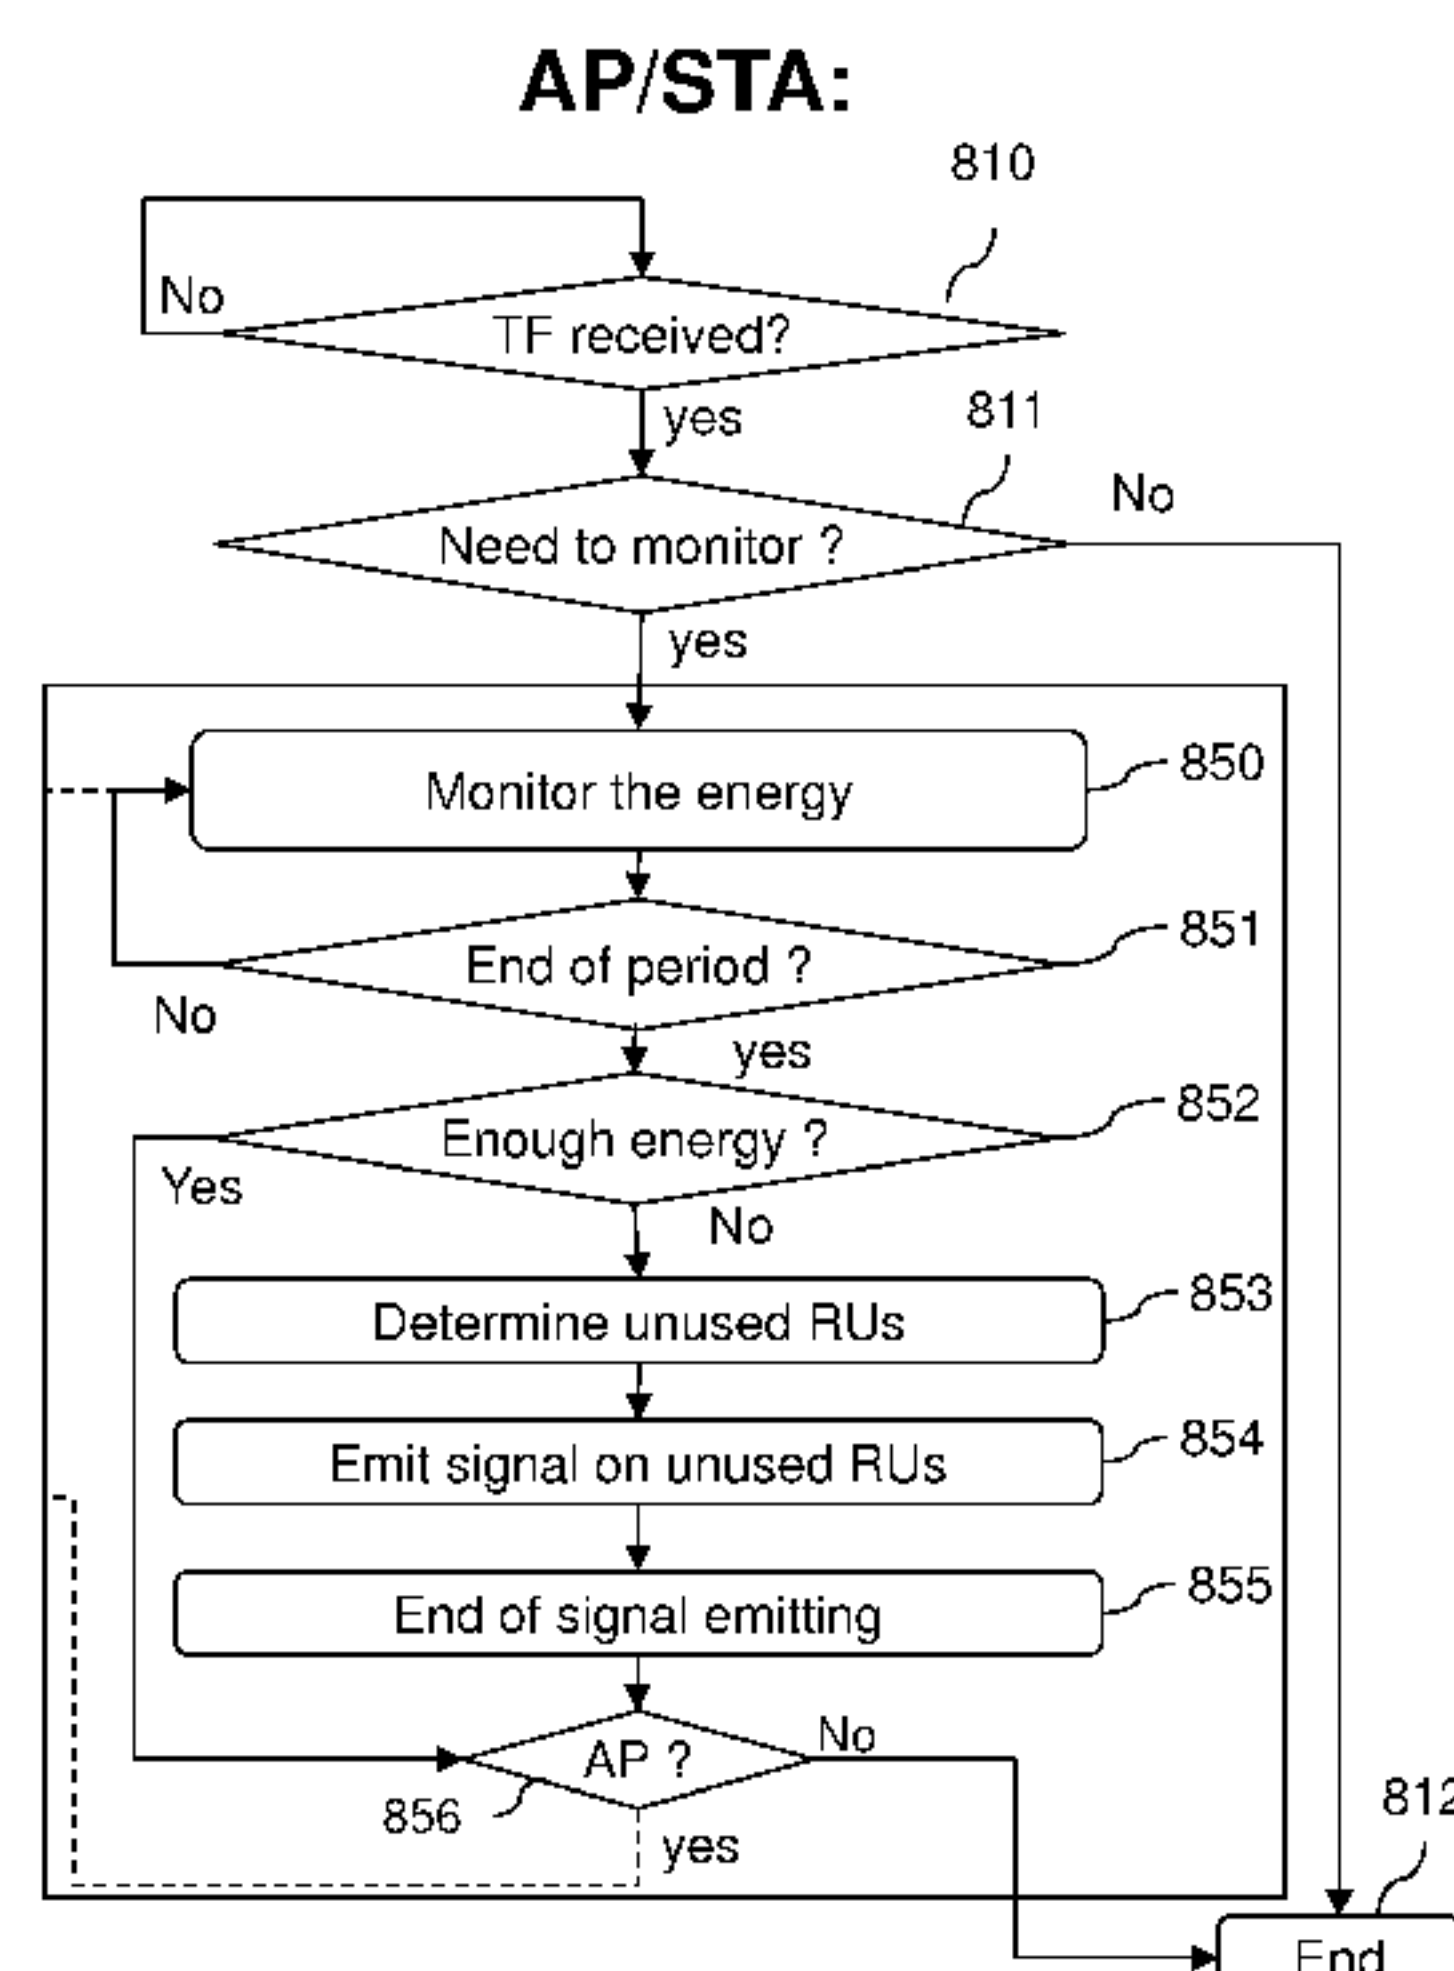 AP/STA:
810
No
TF received?
yes
811
No
Need to monitor ?
yes
850
Monitor the energy
851
End of period ?
No
yes
852
Enough energy ?
Yes
No
853
Determine unused RUs
854
Emit signal on unused RUs
855
End of signal emitting
No
AP ?
856
812
yes
End